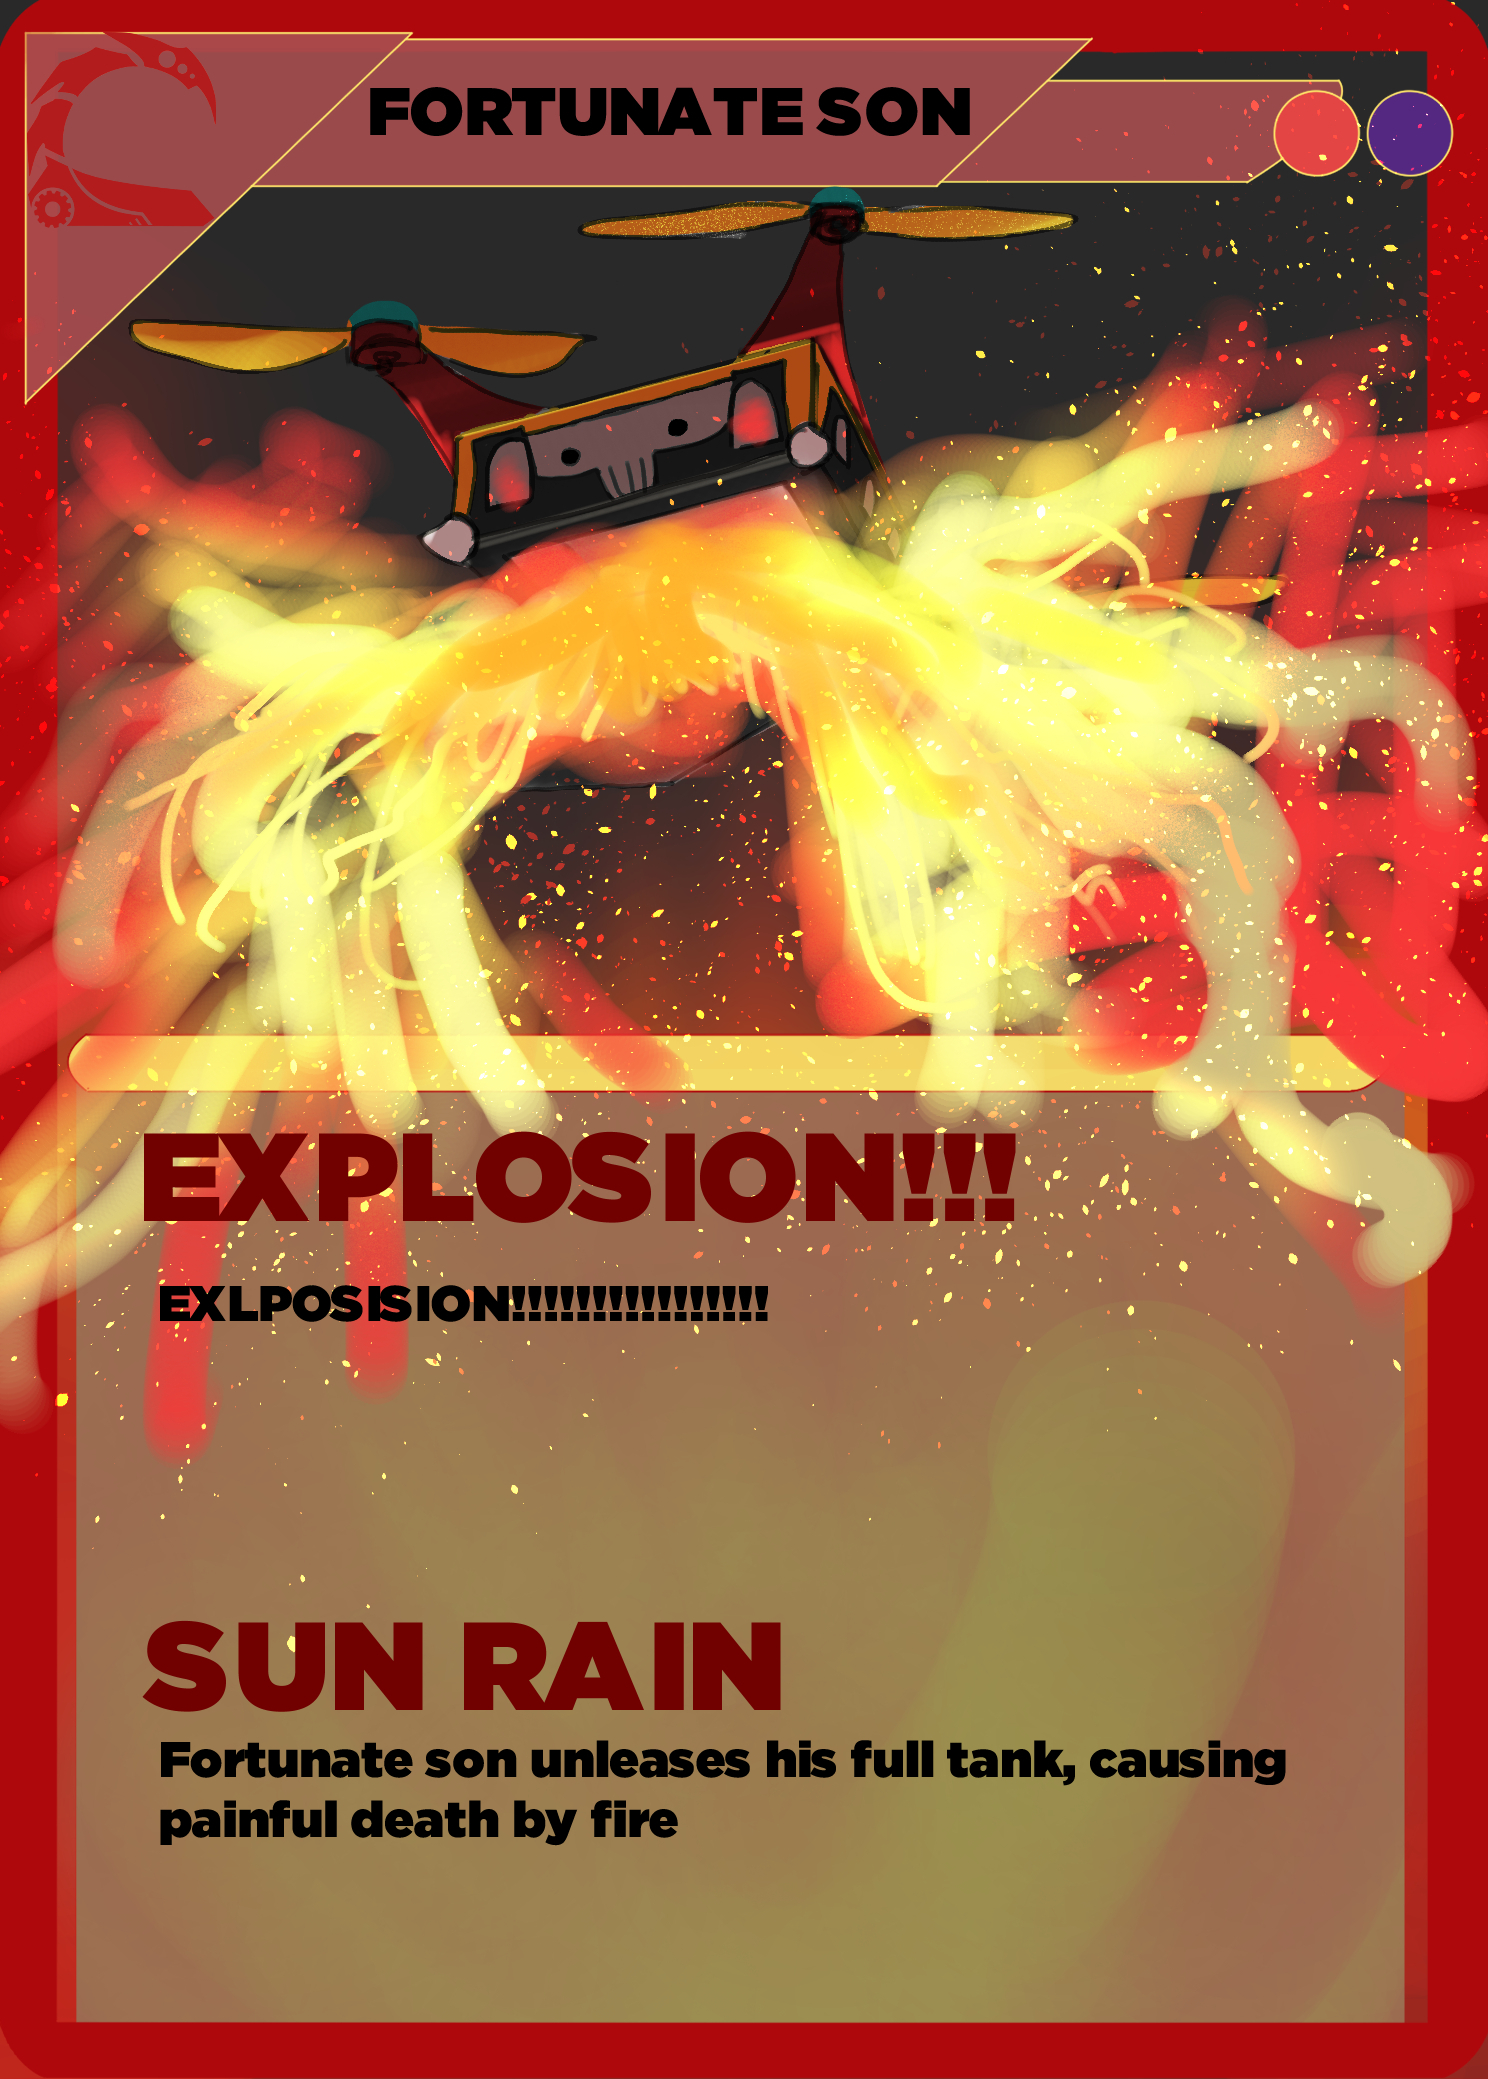 FORTUNATE SON
EXPLOSION!!!
EXLPOSISION!!!!!!!!!!!!!!!!
SUN RAIN
Fortunate son unleases his full tank, causing
painful death by fire